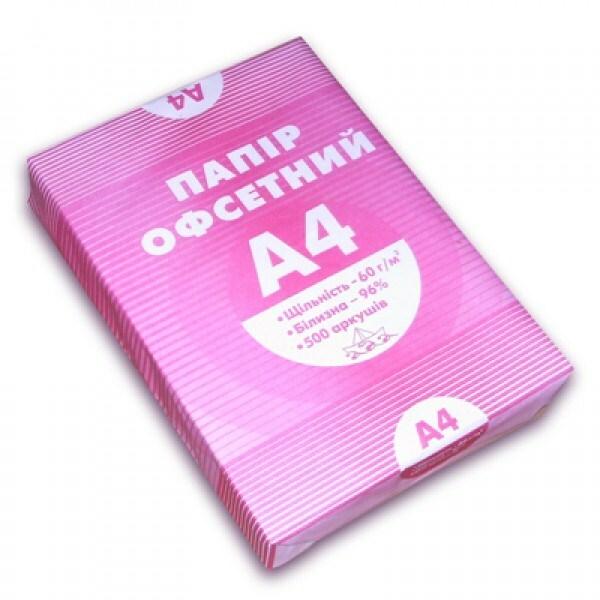 A4
ПАПІР
ОФСЕТНИЙ
A4
• Щільність - 60 г/м²
• Білизна – 96%
• 500 аркушів
A4